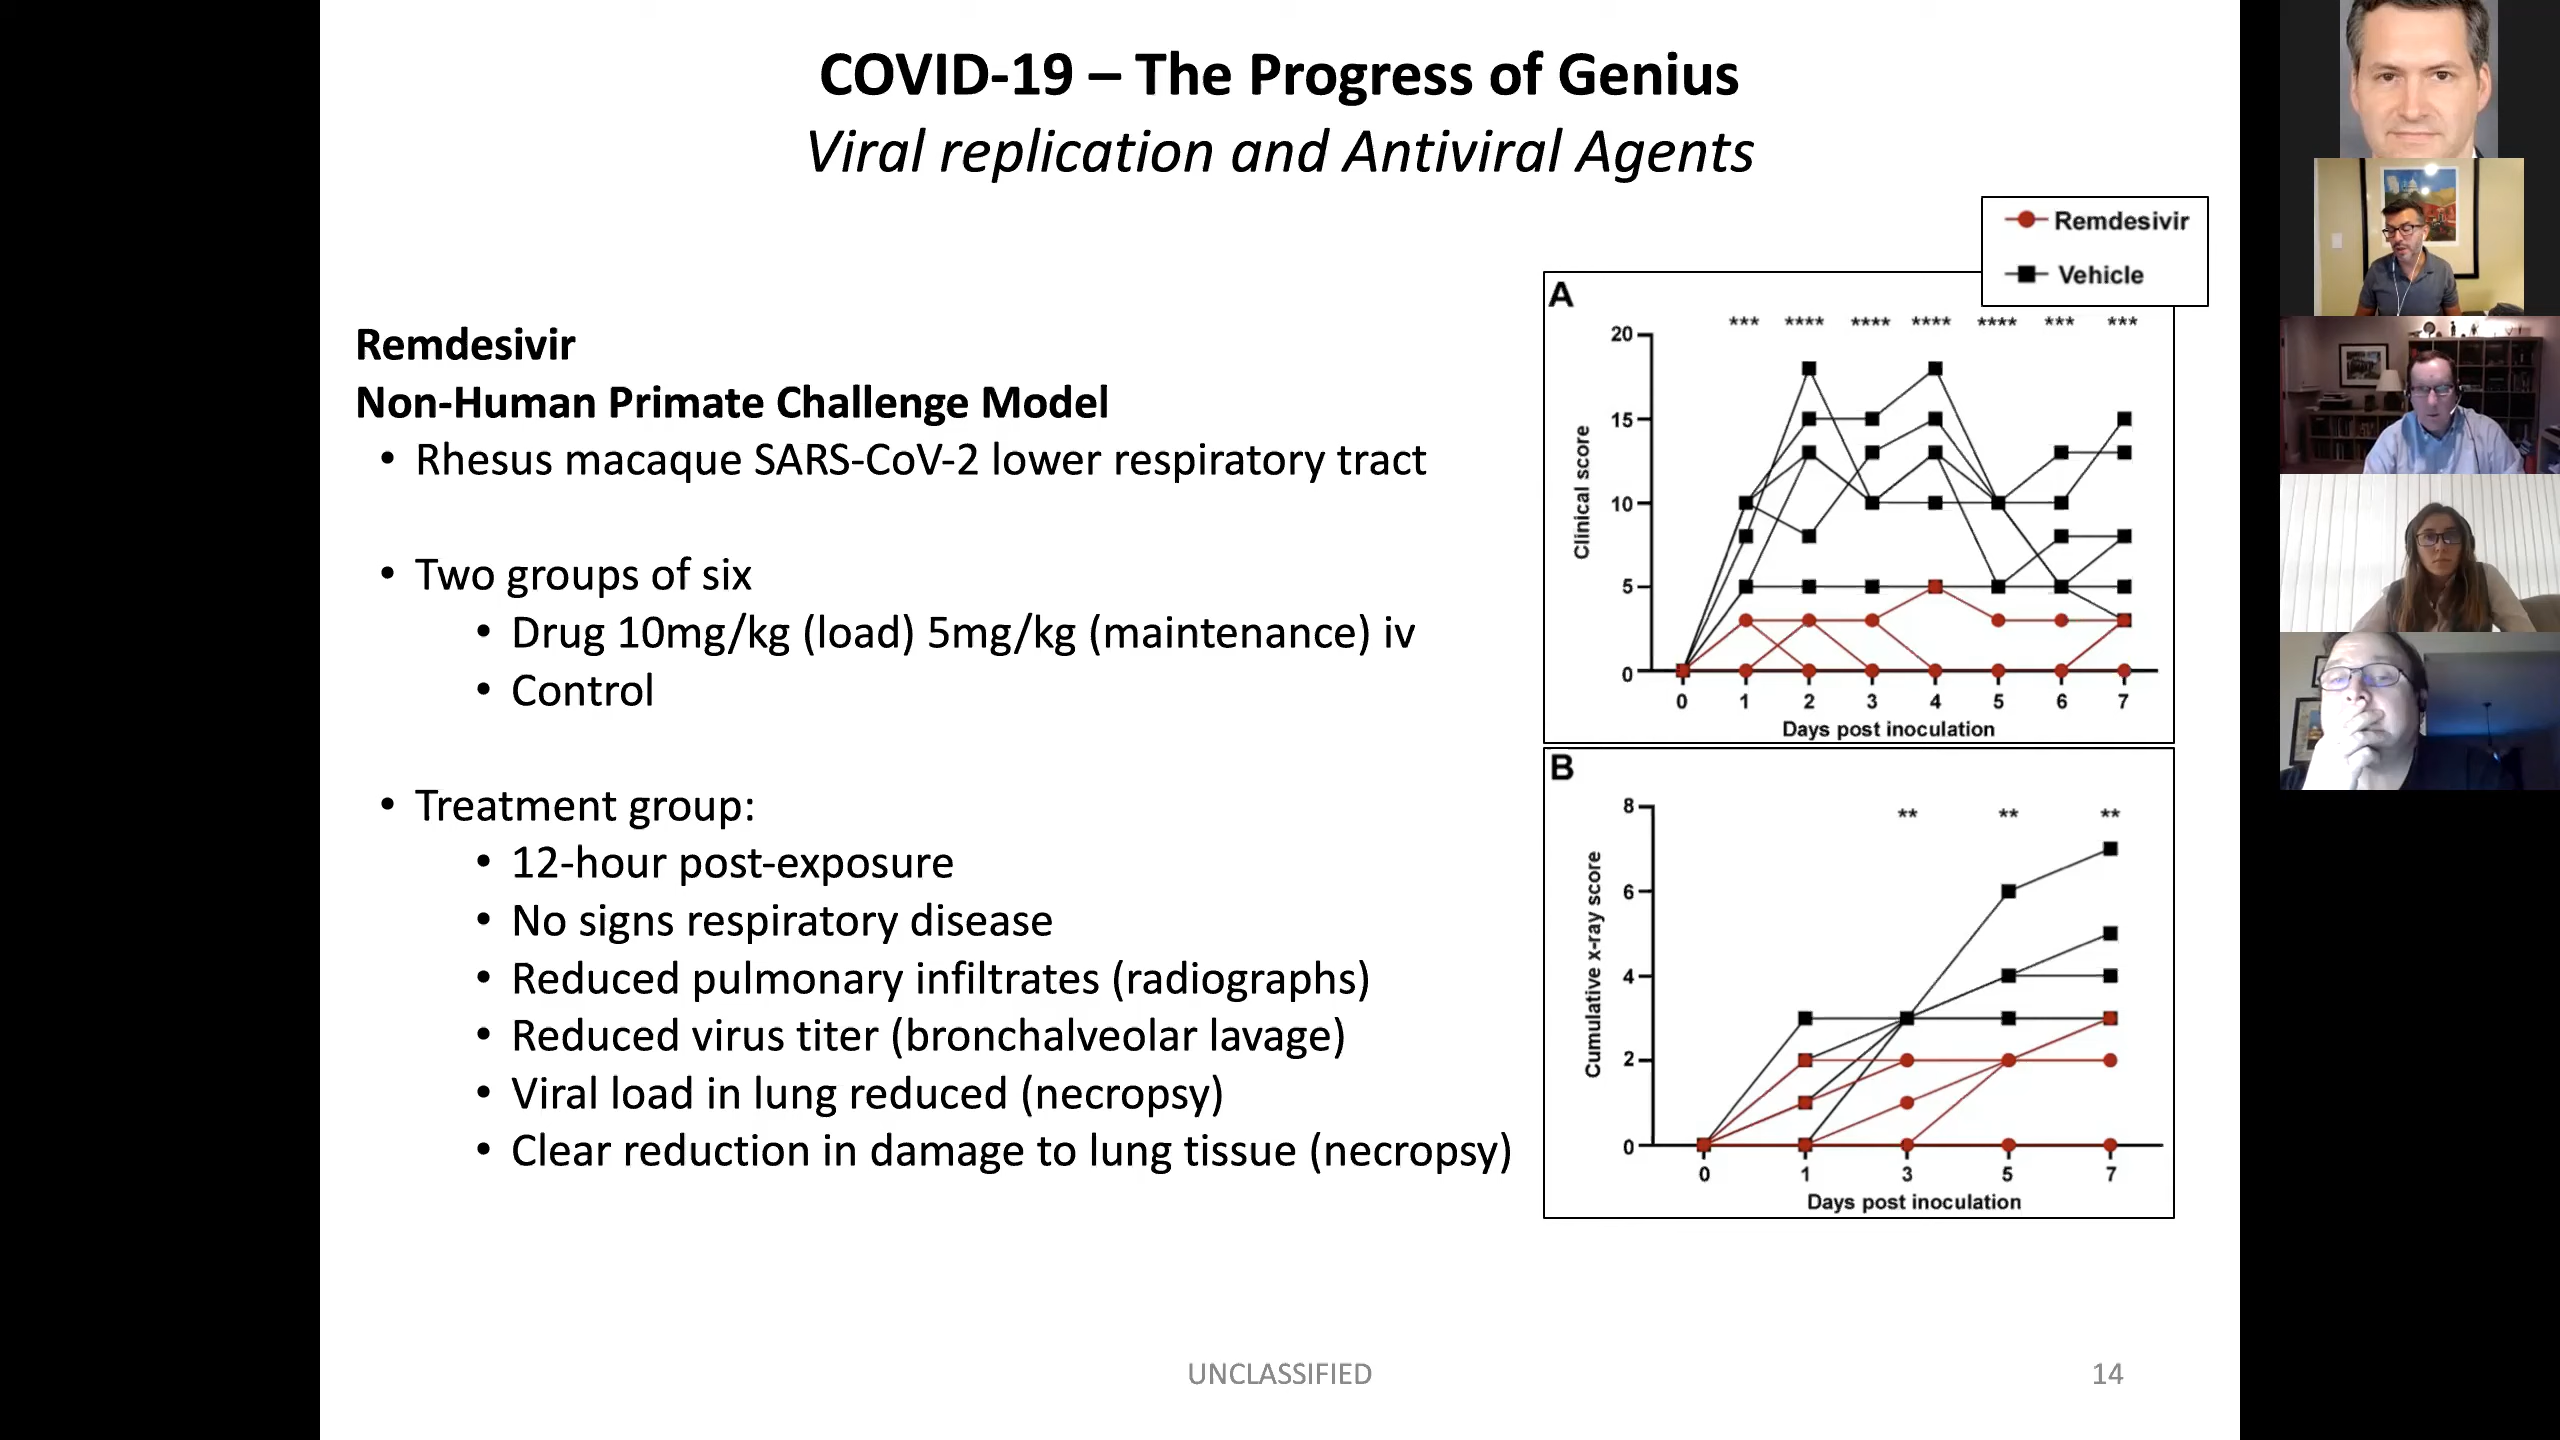 COVID-19 – The Progress of Genius
Viral replication and Antiviral Agents
Remdesivir
Non-Human Primate Challenge Model
• Rhesus macaque SARS-CoV-2 lower respiratory tract
• Two groups of six
• Drug 10mg/kg (load) 5mg/kg (maintenance) iv
• Control
• Treatment group:
• 12-hour post-exposure
• No signs respiratory disease
• Reduced pulmonary infiltrates (radiographs)
• Reduced virus titer (bronchalveolar lavage)
• Viral load in lung reduced (necropsy)
• Clear reduction in damage to lung tissue (necropsy)
Remdesivir
Vehicle
A
*** **** **** **** **** *** ***
20
15
10
5
0
Clinical score
0 1 2 3 4 5 6 7
Days post inoculation
B
** ** **
8
6
4
2
0
Cumulative x-ray score
0 1 3 5 7
Days post inoculation
UNCLASSIFIED
14